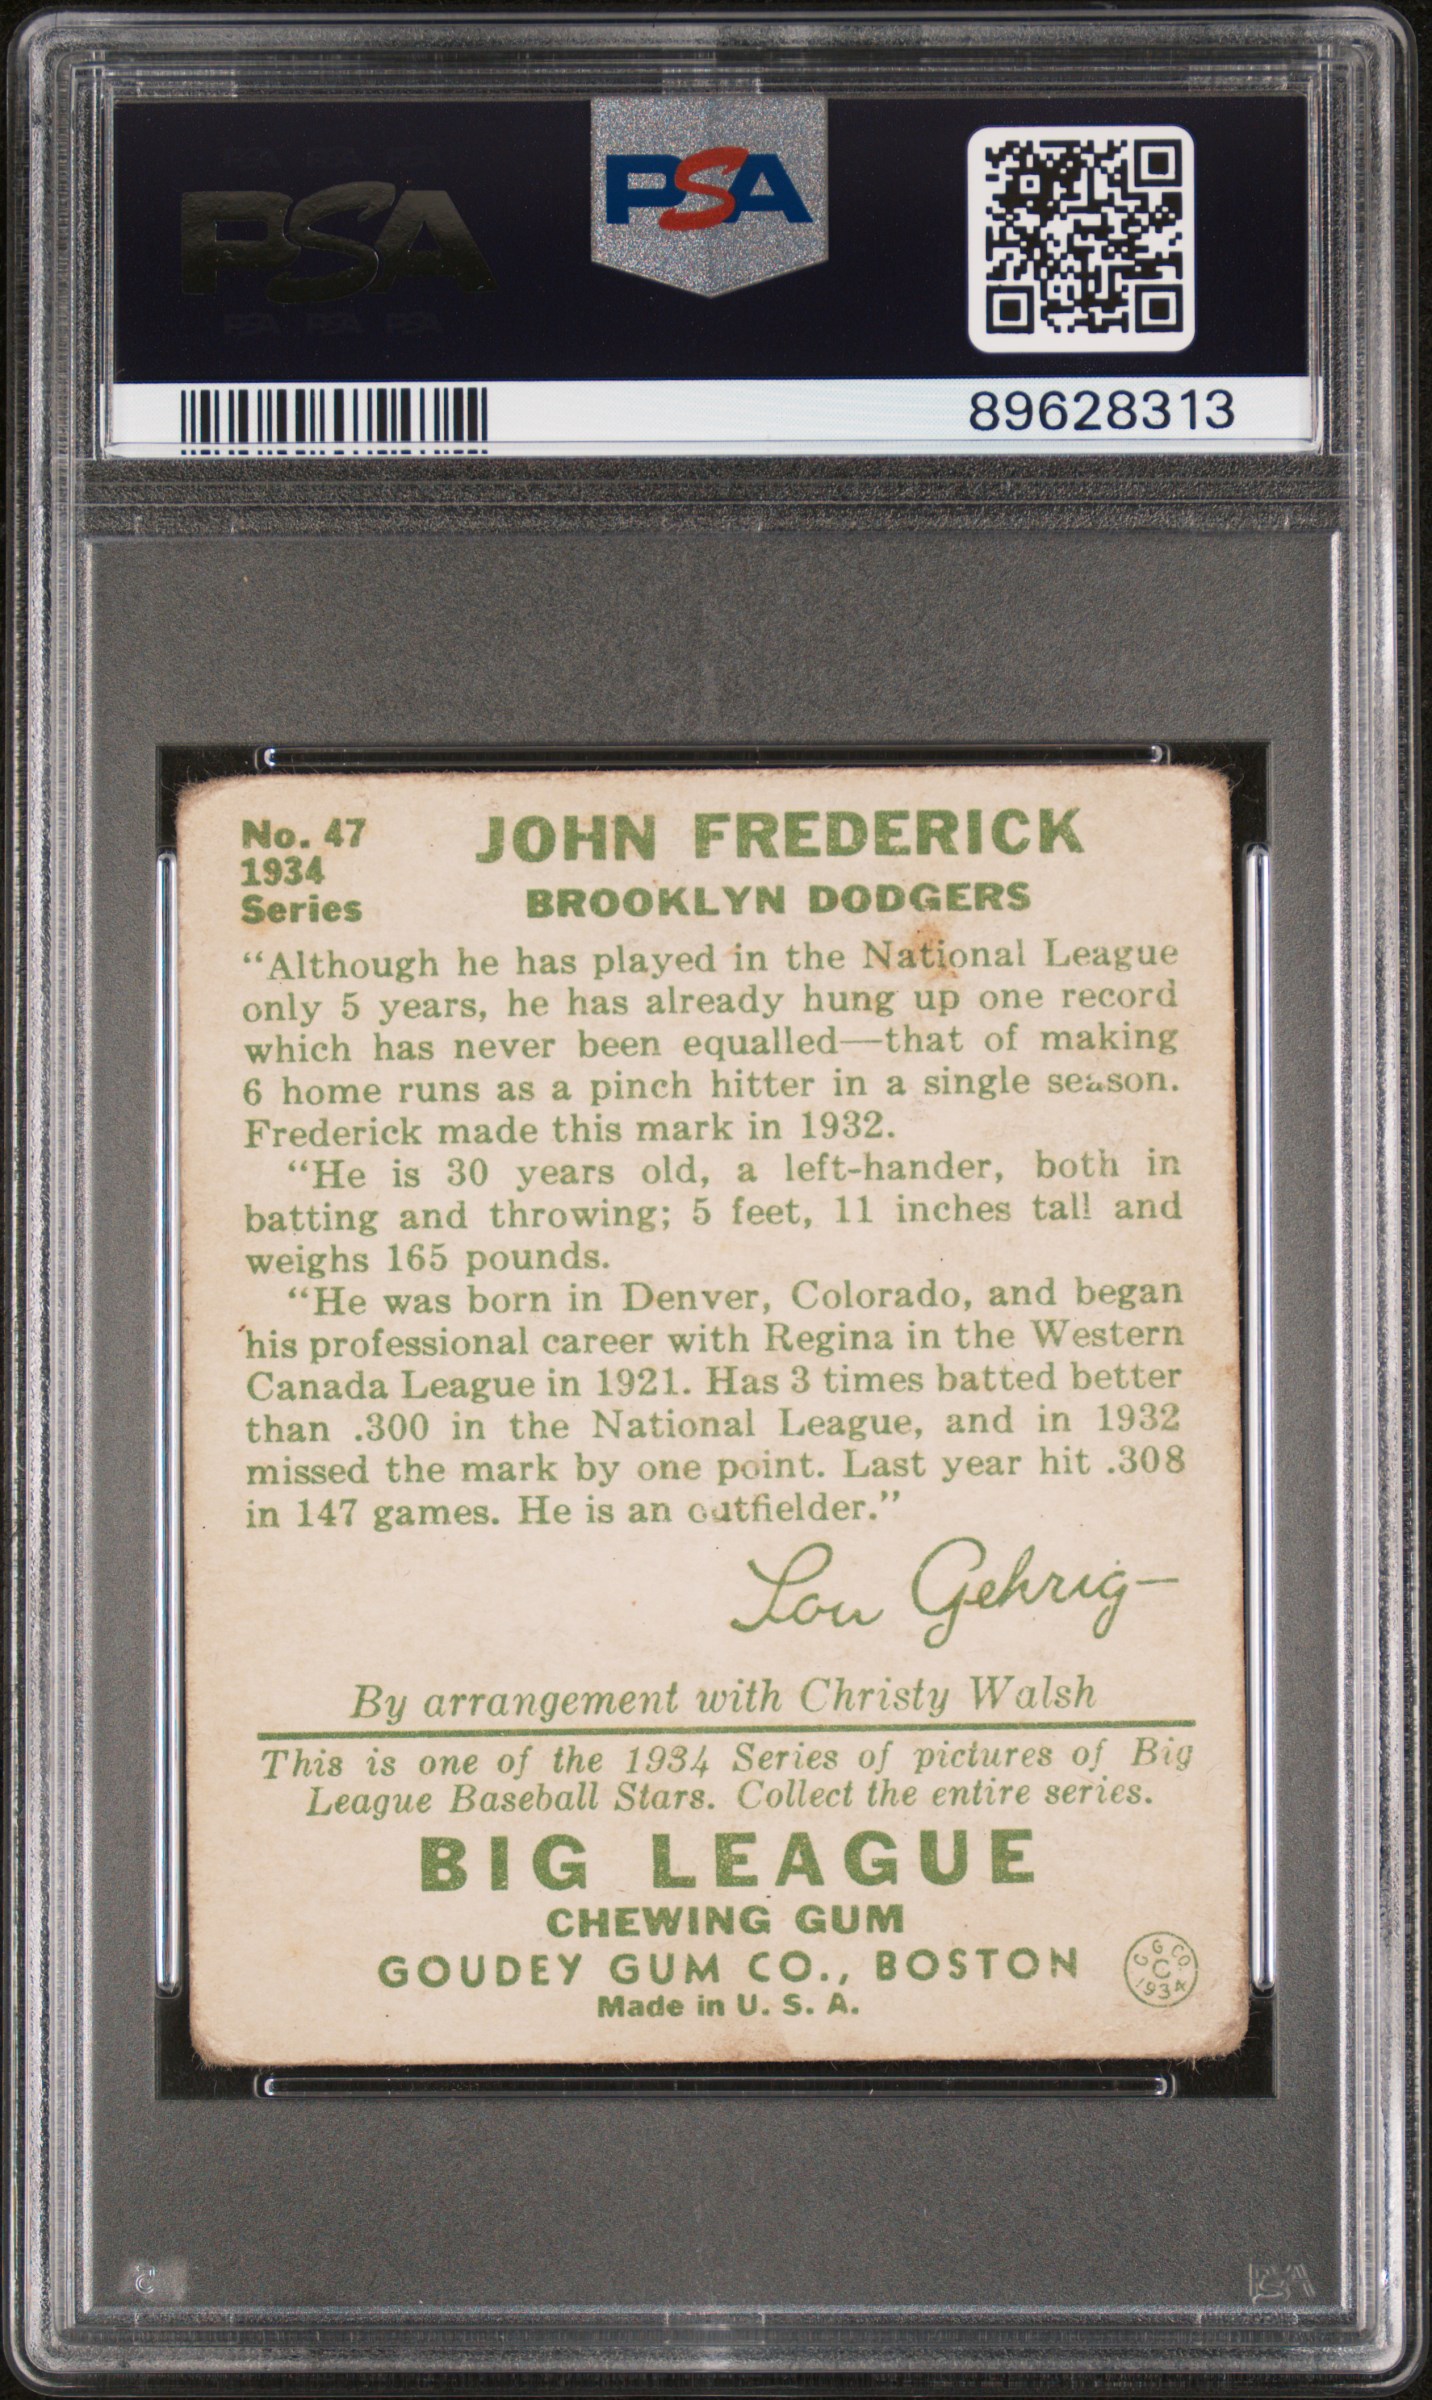 PSA
PSA
89628313
No. 47
1934
Series
JOHN FREDERICK
BROOKLYN DODGERS
“Although he has played in the National League
only 5 years, he has already hung up one record
which has never been equalled—that of making
6 home runs as a pinch hitter in a single season.
Frederick made this mark in 1932.
“He is 30 years old, a left-hander, both in
batting and throwing; 5 feet, 11 inches tall and
weighs 165 pounds.
“He was born in Denver, Colorado, and began
his professional career with Regina in the Western
Canada League in 1921. Has 3 times batted better
than .300 in the National League, and in 1932
missed the mark by one point. Last year hit .308
in 147 games. He is an outfielder.”
Lou Gehrig
By arrangement with Christy Walsh
This is one of the 1934 Series of pictures of Big
League Baseball Stars. Collect the entire series.
BIG LEAGUE
CHEWING GUM
GOUDEY GUM CO., BOSTON
Made in U. S. A.
G. G. CO.
C
1934